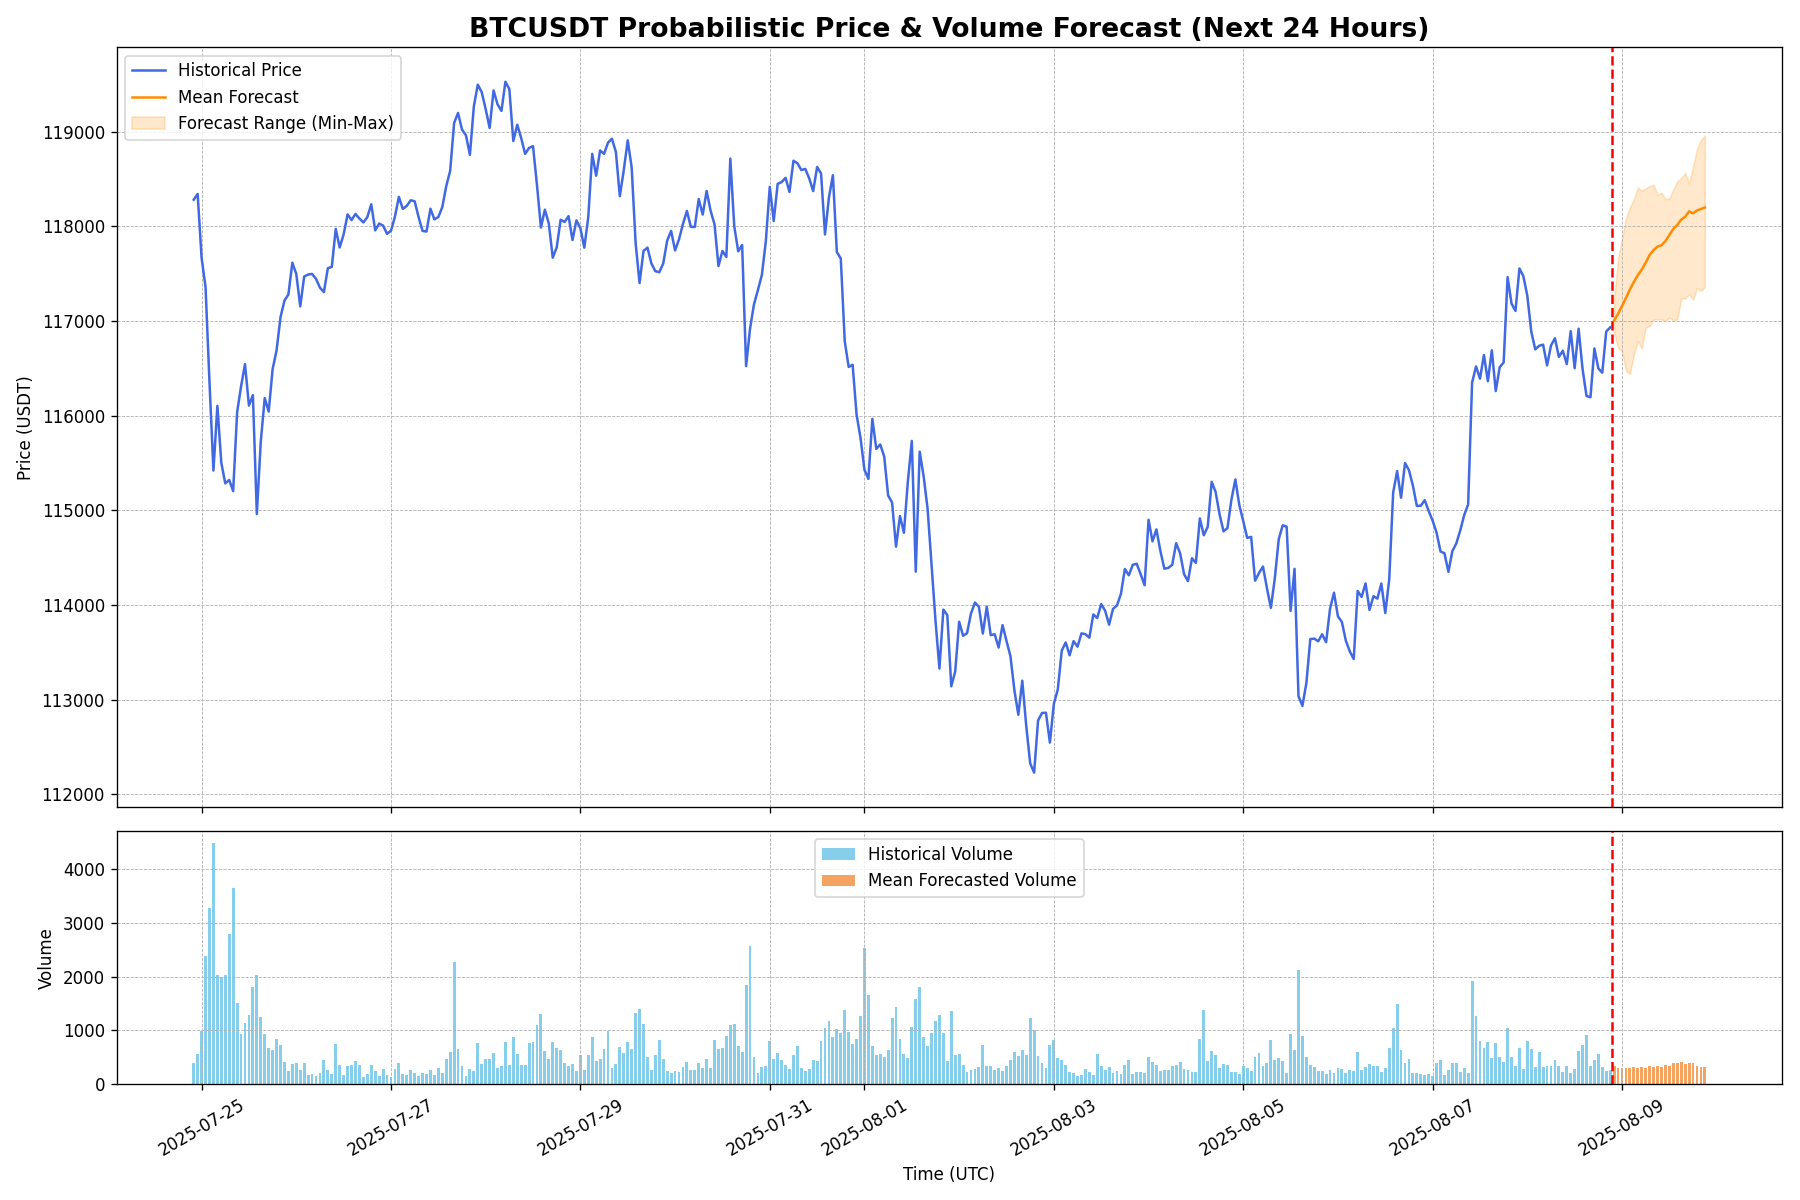 BTCUSDT Probabilistic Price & Volume Forecast (Next 24 Hours)
Historical Price
Mean Forecast
Forecast Range (Min-Max)
Price (USDT)
119000
118000
117000
116000
115000
114000
113000
112000
Historical Volume
Mean Forecasted Volume
Volume
4000
3000
2000
1000
0
2025-07-25
2025-07-27
2025-07-29
2025-07-31
2025-08-01
2025-08-03
2025-08-05
2025-08-07
2025-08-09
Time (UTC)